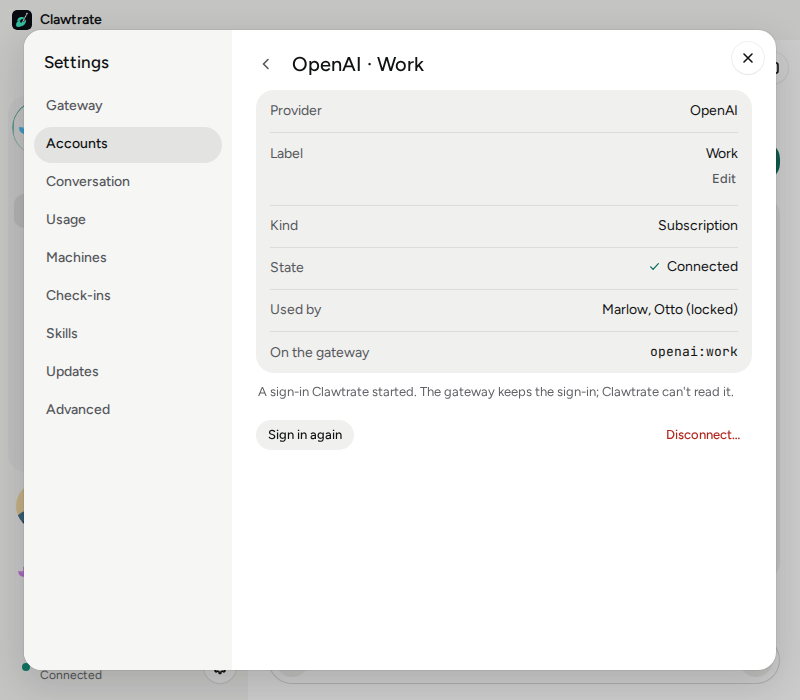 Clawtrate
Settings
Gateway
Accounts
Conversation
Usage
Machines
Check-ins
Skills
Updates
Advanced
OpenAI · Work
Provider OpenAI
Label Work
Edit
Kind Subscription
State ✓ Connected
Used by Marlow, Otto (locked)
On the gateway openai:work
A sign-in Clawtrate started. The gateway keeps the sign-in; Clawtrate can't read it.
Sign in again Disconnect…
Connected